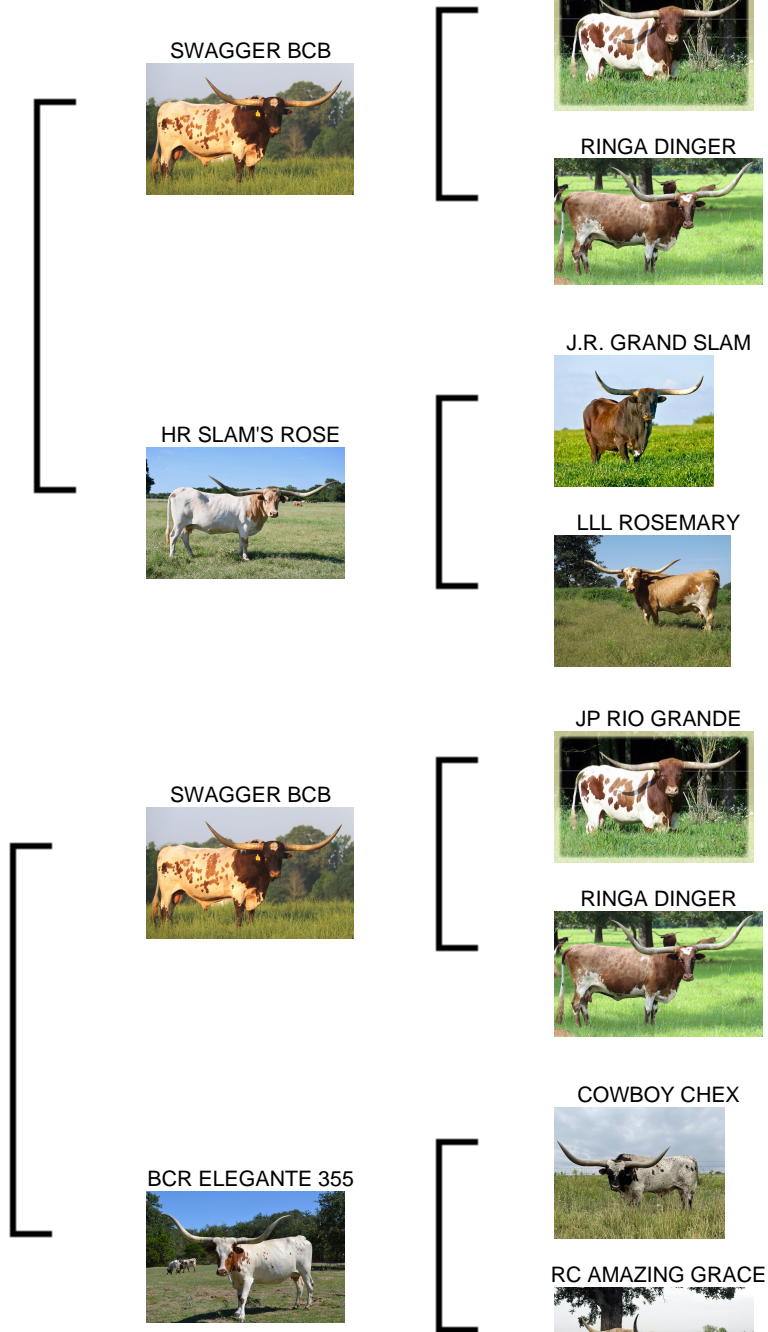 SWAGGER BCB
RINGA DINGER
J.R. GRAND SLAM
HR SLAM'S ROSE
LLL ROSEMARY
JP RIO GRANDE
SWAGGER BCB
RINGA DINGER
COWBOY CHEX
BCR ELEGANTE 355
RC AMAZING GRACE